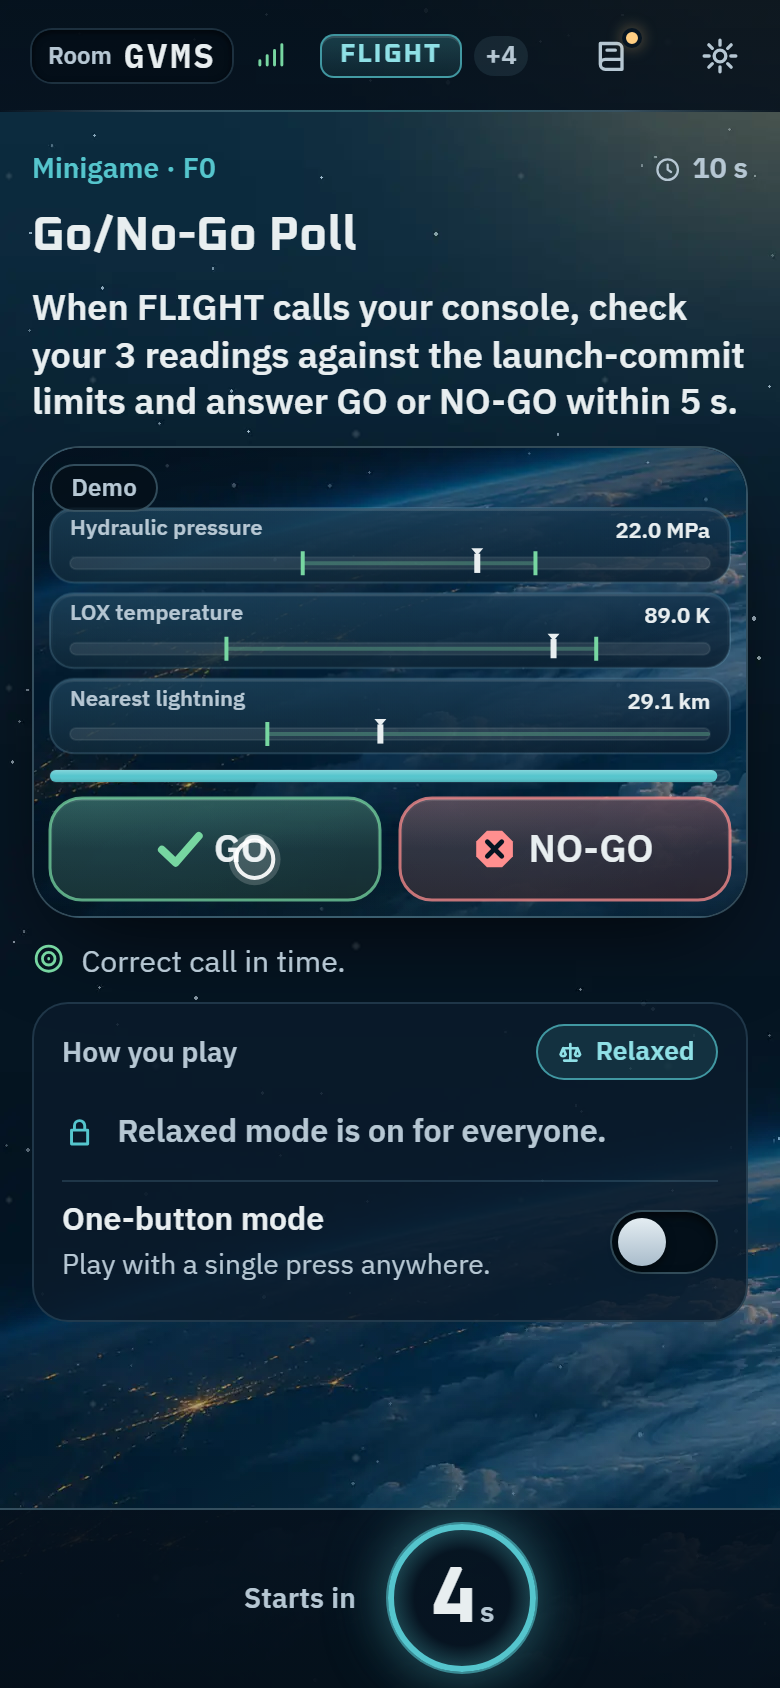 Room GVMS FLIGHT +4
Minigame · F0 10 s
Go/No-Go Poll
When FLIGHT calls your console, check
your 3 readings against the launch-commit
limits and answer GO or NO-GO within 5 s.
Demo
Hydraulic pressure 22.0 MPa
LOX temperature 89.0 K
Nearest lightning 29.1 km
GO NO-GO
Correct call in time.
How you play Relaxed
Relaxed mode is on for everyone.
One-button mode
Play with a single press anywhere.
Starts in 4 s